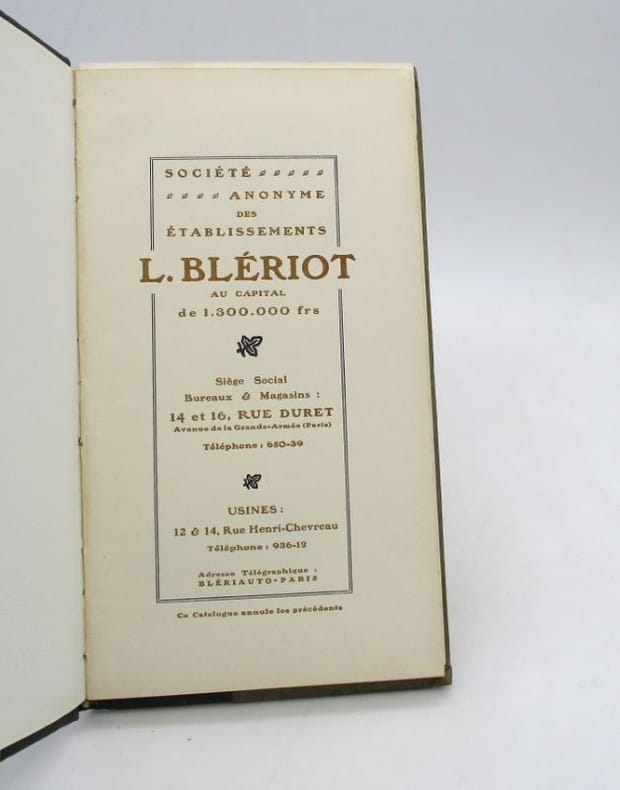 SOCIÉTÉ
ANONYME
DES
ÉTABLISSEMENTS
L. BLÉRIOT
AU CAPITAL
de 1.300.000 frs
Siège Social
Bureaux & Magasins :
14 et 16, RUE DURET
Avenue de la Grande-Armée (Paris)
Téléphone : 650-39
USINES :
12 & 14, Rue Henri-Chevreau
Téléphone : 936-12
Adresse Télégraphique :
BLÉRIAUTO-PARIS
Ce Catalogue annule les précédents